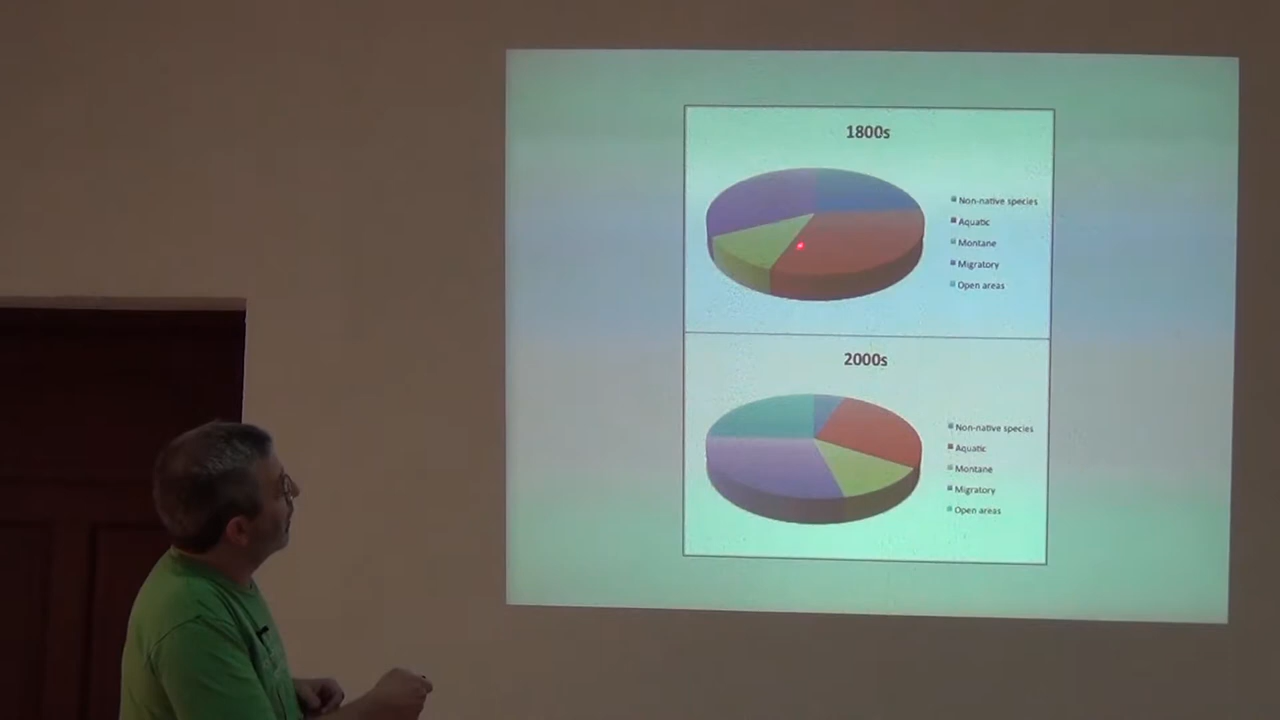 1800s
Non-native species
Aquatic
Montane
Migratory
Open areas
2000s
Non-native species
Aquatic
Montane
Migratory
Open areas